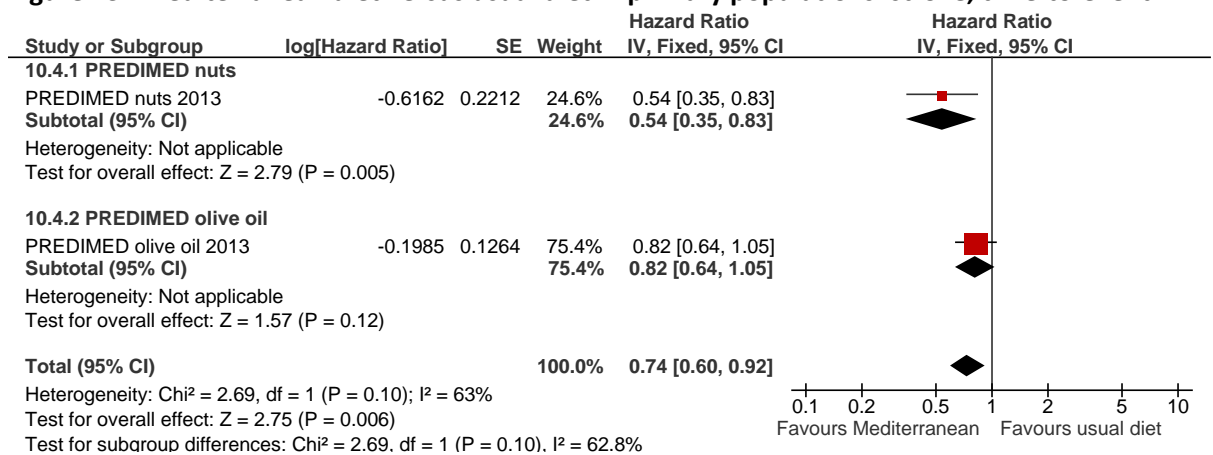 Hazard Ratio Hazard Ratio
Study or Subgroup log[Hazard Ratio] SE Weight IV, Fixed, 95% CI IV, Fixed, 95% CI
10.4.1 PREDIMED nuts
PREDIMED nuts 2013 -0.6162 0.2212 24.6% 0.54 [0.35, 0.83]
Subtotal (95% CI) 24.6% 0.54 [0.35, 0.83]
Heterogeneity: Not applicable
Test for overall effect: Z = 2.79 (P = 0.005)
10.4.2 PREDIMED olive oil
PREDIMED olive oil 2013 -0.1985 0.1264 75.4% 0.82 [0.64, 1.05]
Subtotal (95% CI) 75.4% 0.82 [0.64, 1.05]
Heterogeneity: Not applicable
Test for overall effect: Z = 1.57 (P = 0.12)
Total (95% CI) 100.0% 0.74 [0.60, 0.92]
Heterogeneity: Chi² = 2.69, df = 1 (P = 0.10); I² = 63%
Test for overall effect: Z = 2.75 (P = 0.006)
Test for subgroup differences: Chi² = 2.69, df = 1 (P = 0.10), I² = 62.8%
0.1 0.2 0.5 1 2 5 10
Favours Mediterranean Favours usual diet